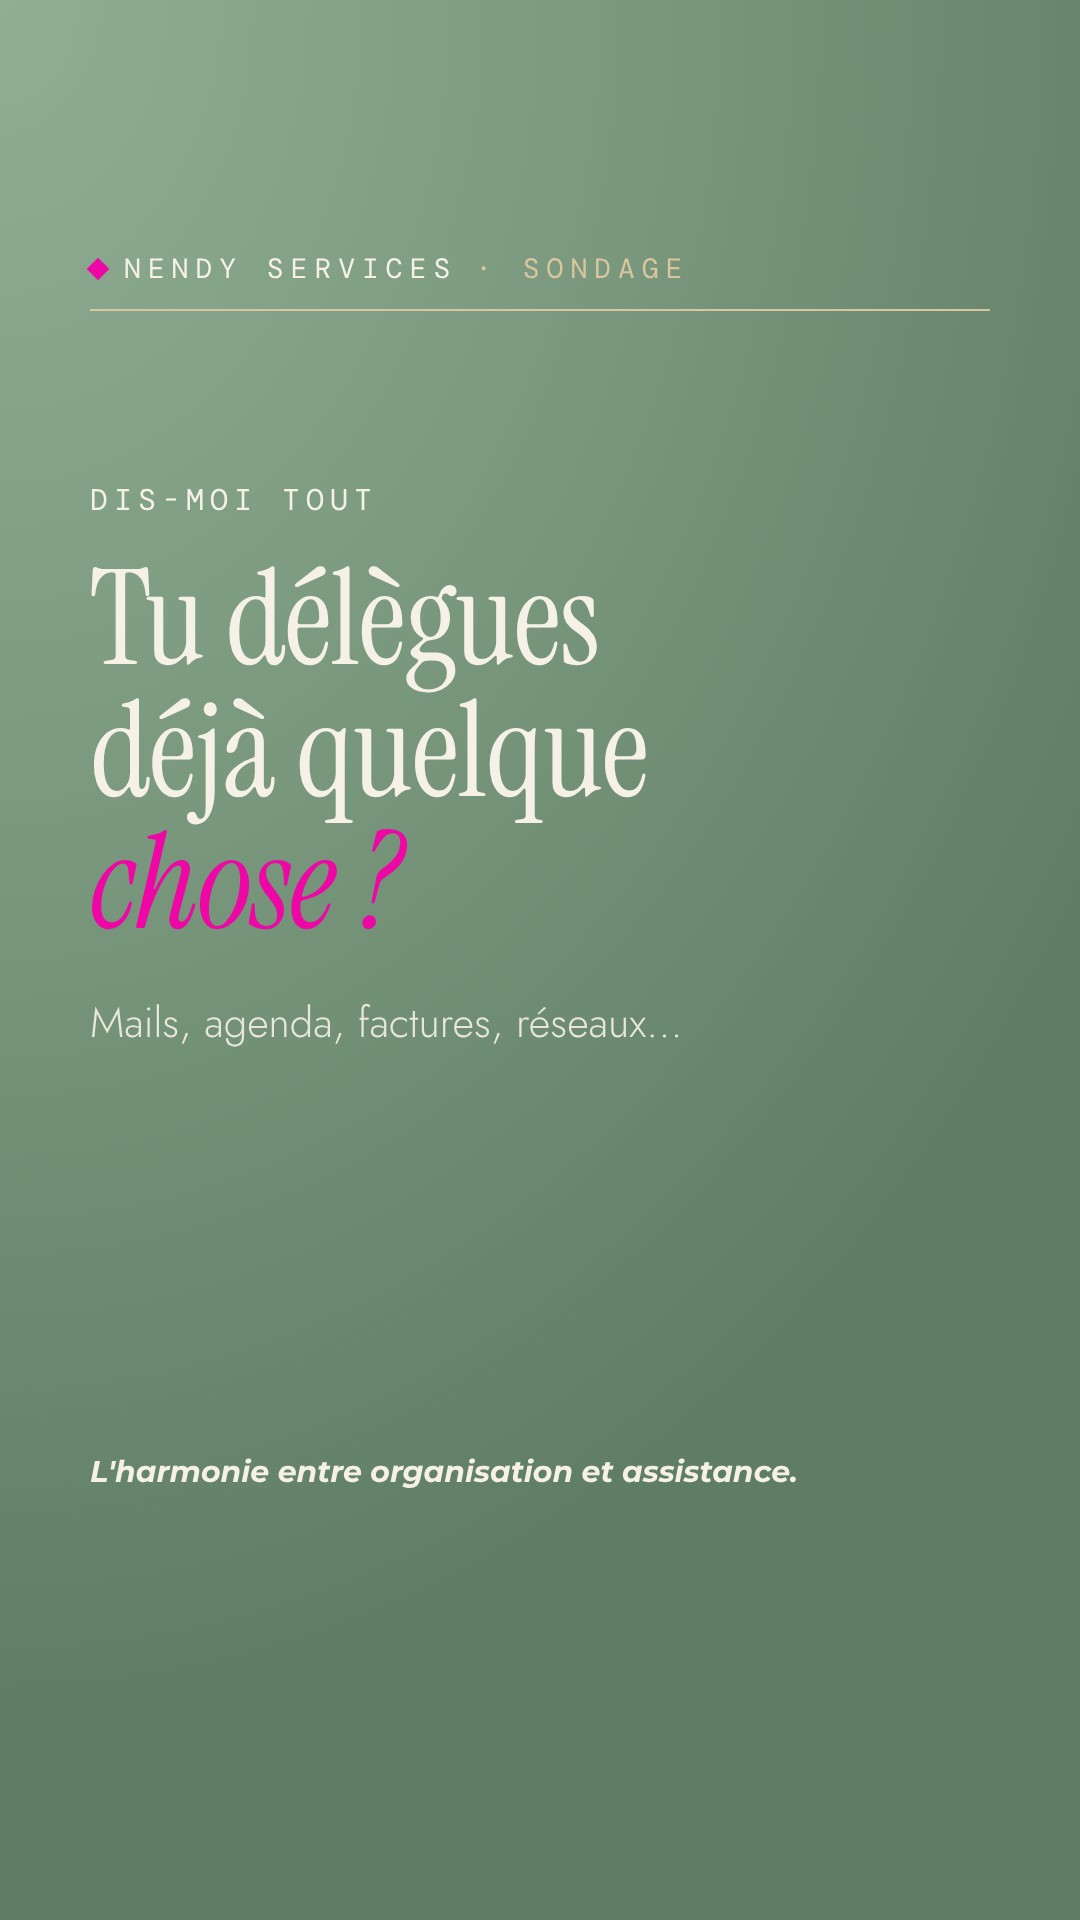 NENDY SERVICES · SONDAGE
DIS-MOI TOUT
Tu délègues
déjà quelque
chose ?
Mails, agenda, factures, réseaux...
L'harmonie entre organisation et assistance.